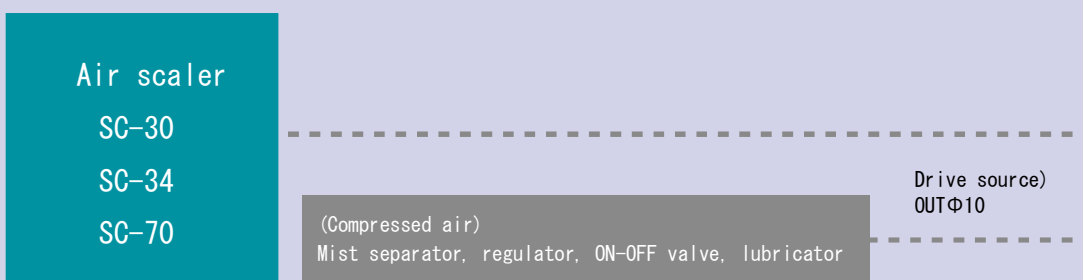 Air scaler
SC-30
SC-34
SC-70
(Compressed air)
Mist separator, regulator, ON-OFF valve, lubricator
Drive source)
OUTΦ10